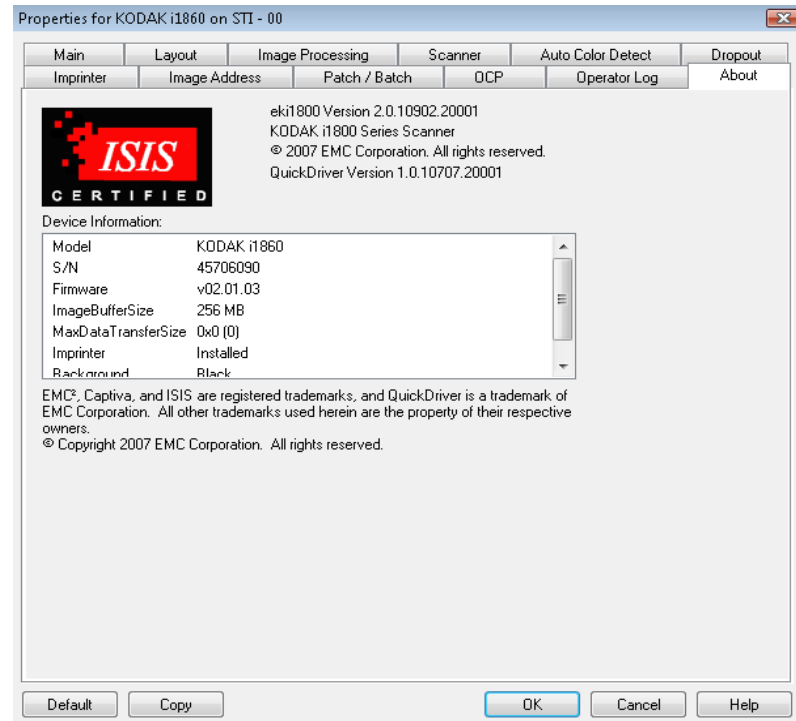 Properties for KODAK i1860 on STI - 00
Main Layout Image Processing Scanner Auto Color Detect Dropout
Imprinter Image Address Patch / Batch OCP Operator Log About
ISIS
CERTIFIED
eki1800 Version 2.0.10902.20001
KODAK i1800 Series Scanner
© 2007 EMC Corporation. All rights reserved.
QuickDriver Version 1.0.10707.20001
Device Information:
Model KODAK i1860
S/N 45706090
Firmware v02.01.03
ImageBufferSize 256 MB
MaxDataTransferSize 0x0 (0)
Imprinter Installed
Background Black
EMC², Captiva, and ISIS are registered trademarks, and QuickDriver is a trademark of
EMC Corporation. All other trademarks used herein are the property of their respective
owners.
© Copyright 2007 EMC Corporation. All rights reserved.
Default Copy OK Cancel Help